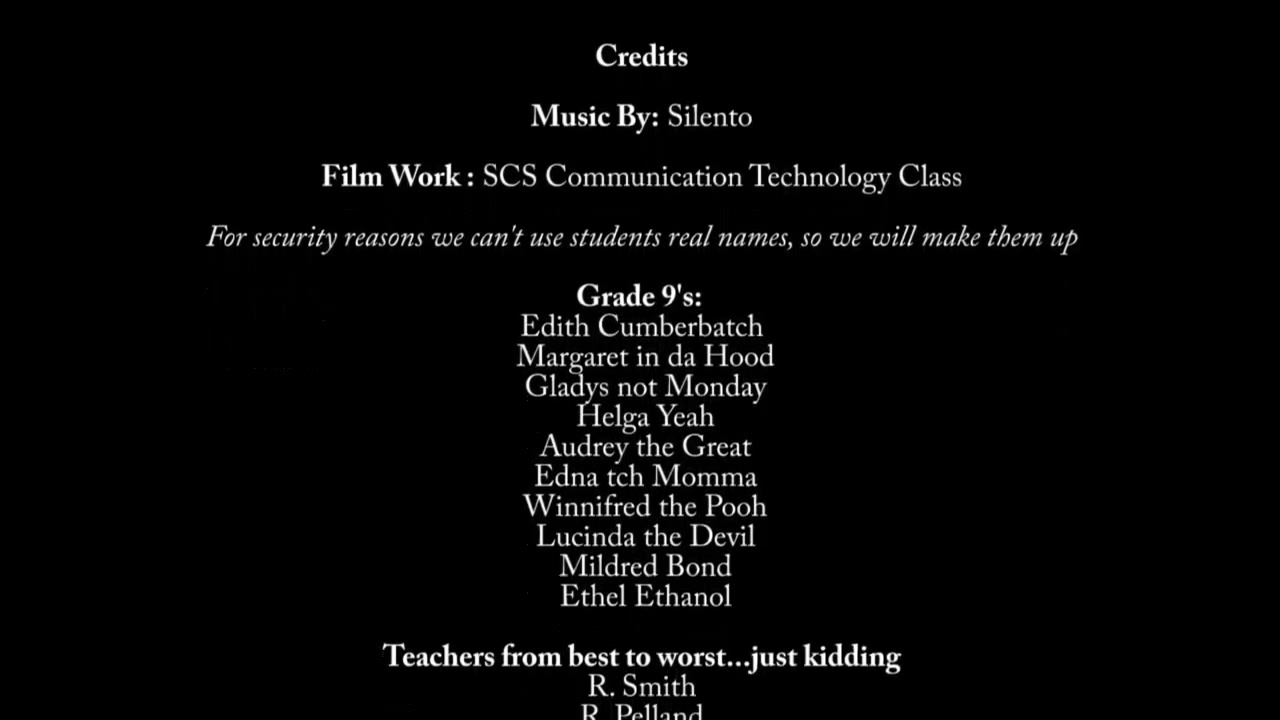 Credits
Music By: Silento
Film Work : SCS Communication Technology Class
For security reasons we can't use students real names, so we will make them up
Grade 9's:
Edith Cumberbatch
Margaret in da Hood
Gladys not Monday
Helga Yeah
Audrey the Great
Edna tch Momma
Winnifred the Pooh
Lucinda the Devil
Mildred Bond
Ethel Ethanol
Teachers from best to worst...just kidding
R. Smith
R. Pelland